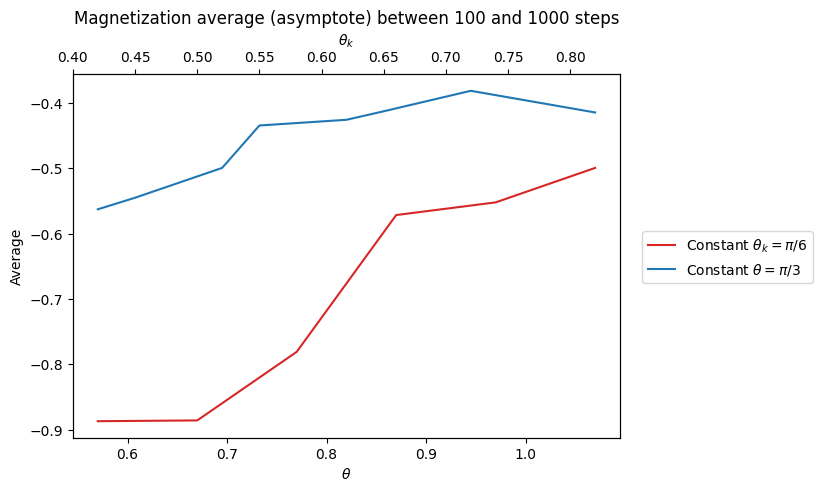 Magnetization average (asymptote) between 100 and 1000 steps
θ_k
0.40 0.45 0.50 0.55 0.60 0.65 0.70 0.75 0.80
−0.4
−0.5
−0.6
−0.7
−0.8
−0.9
Average
0.6 0.7 0.8 0.9 1.0
θ
Constant θ_k = π/6
Constant θ = π/3